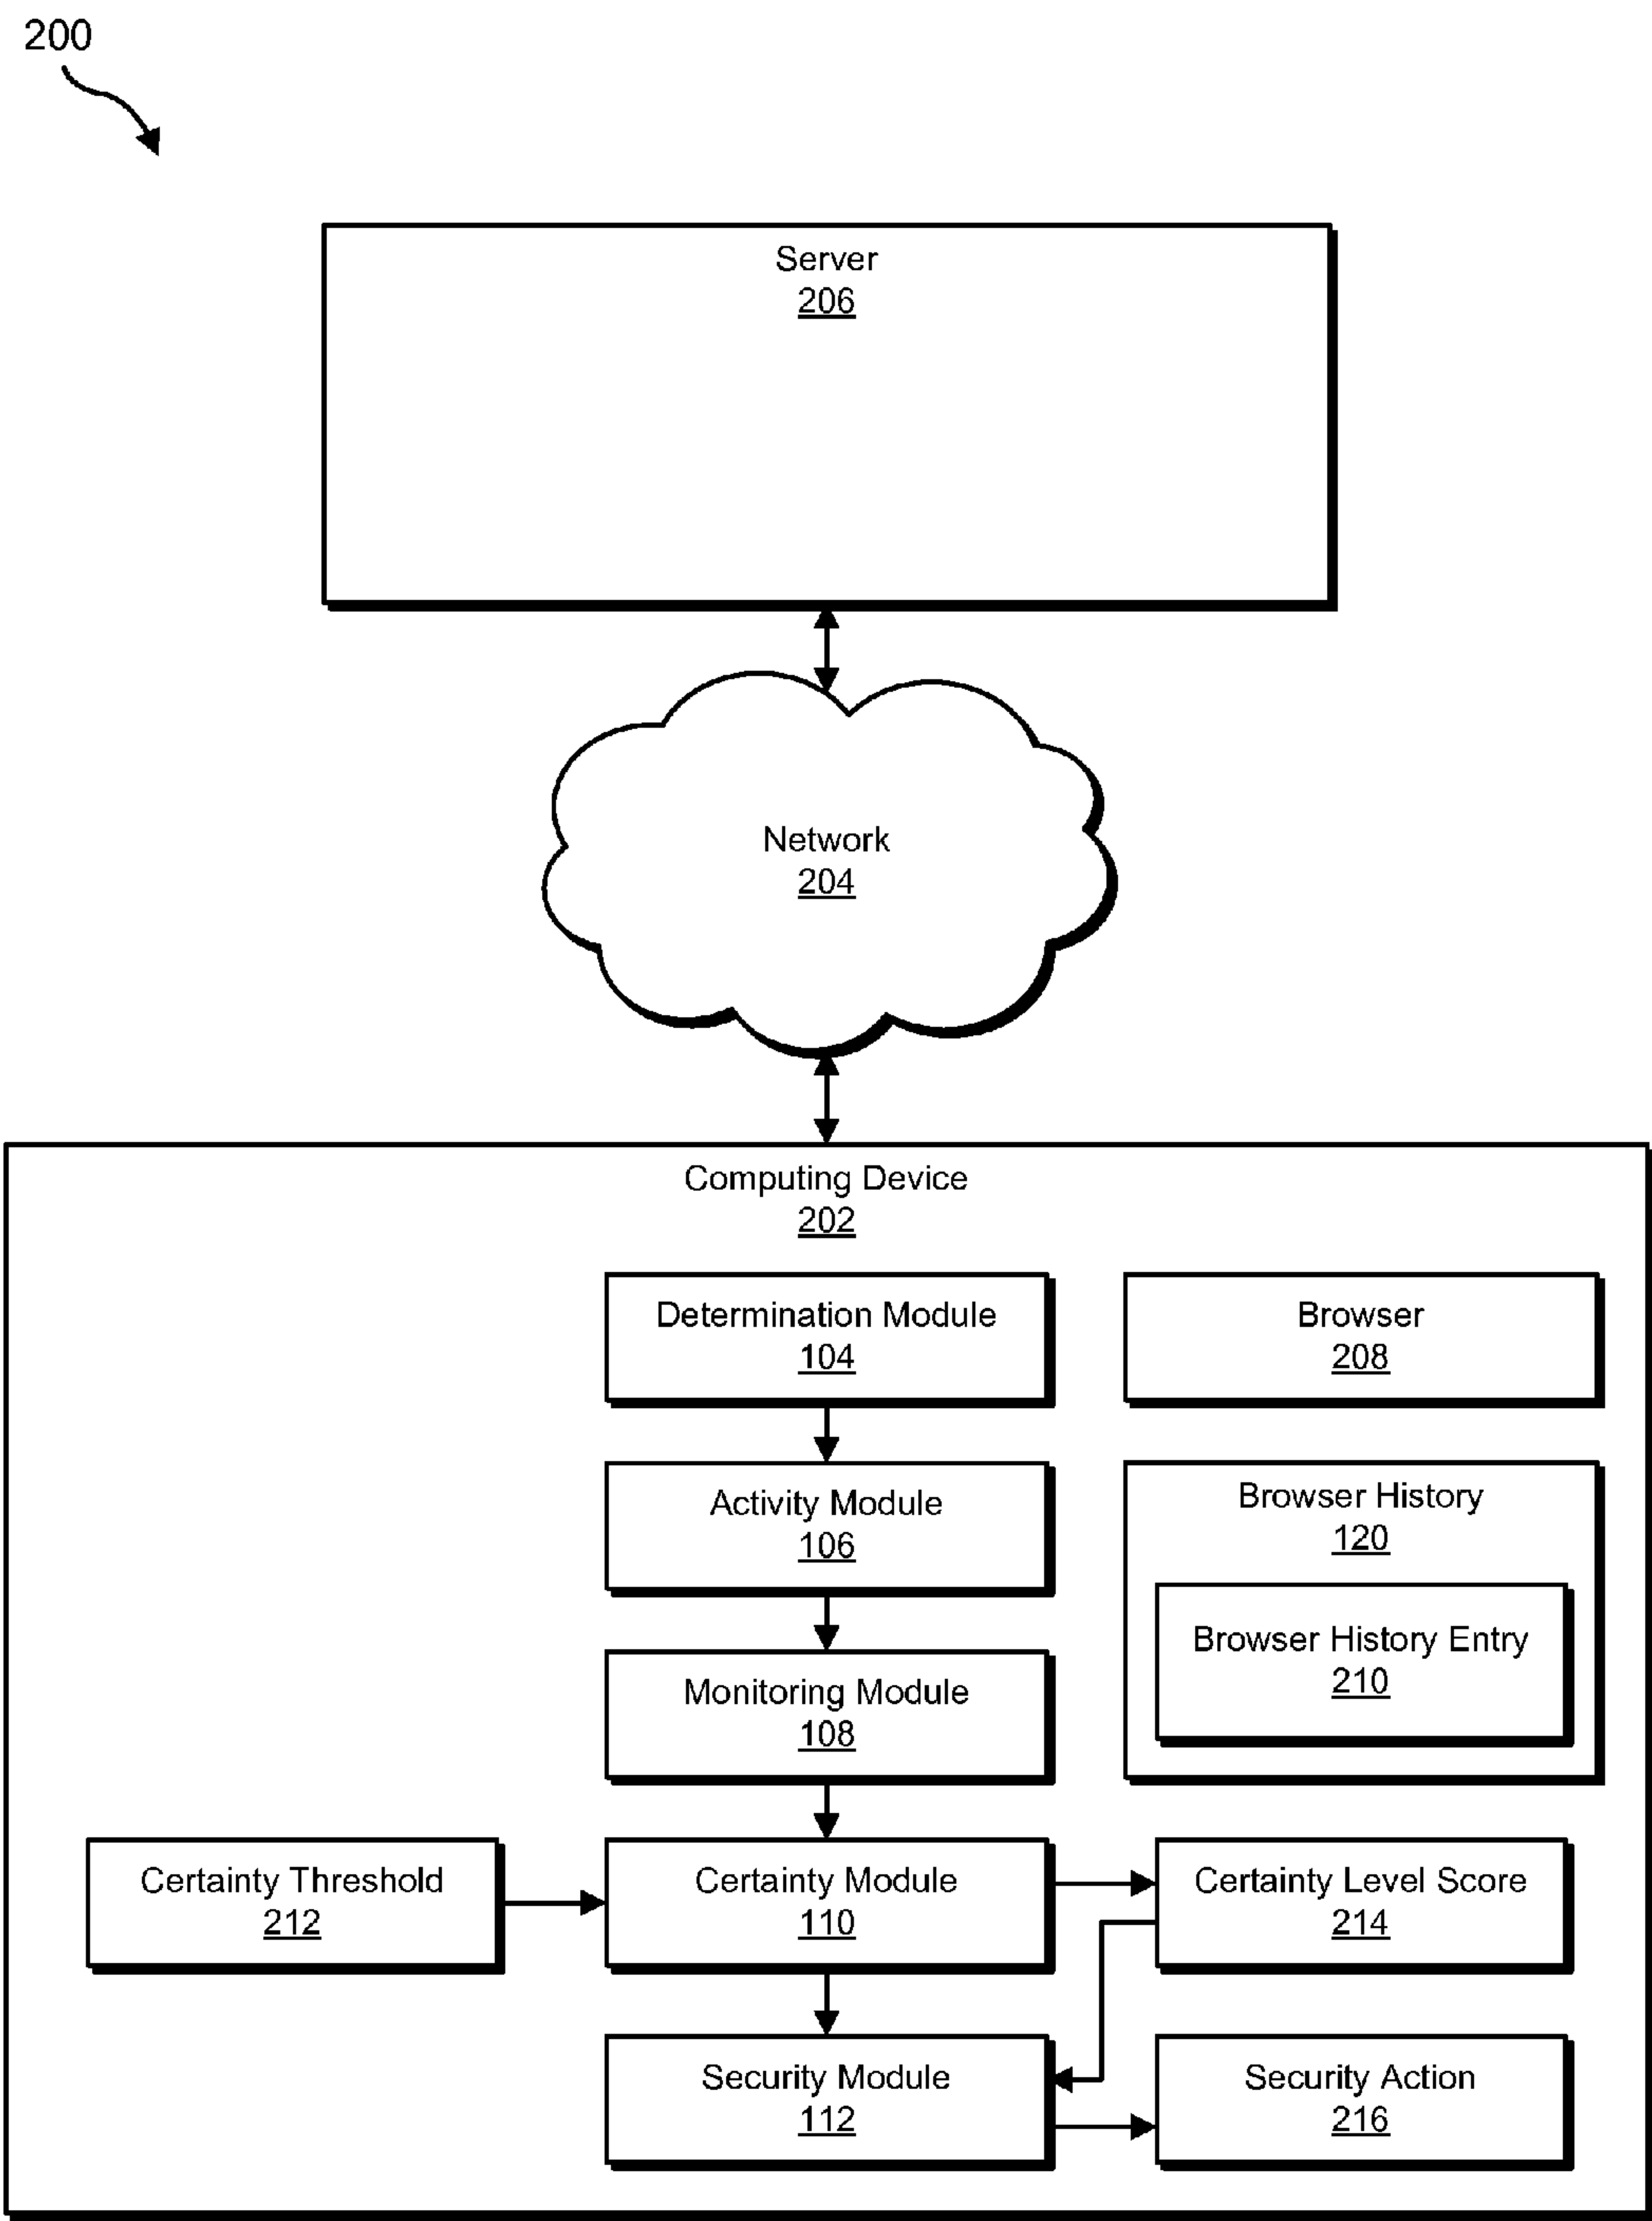 200
Server
206
Network
204
Computing Device
202
Determination Module
104
Browser
208
Activity Module
106
Browser History
120
Browser History Entry
210
Monitoring Module
108
Certainty Threshold
212
Certainty Module
110
Certainty Level Score
214
Security Module
112
Security Action
216